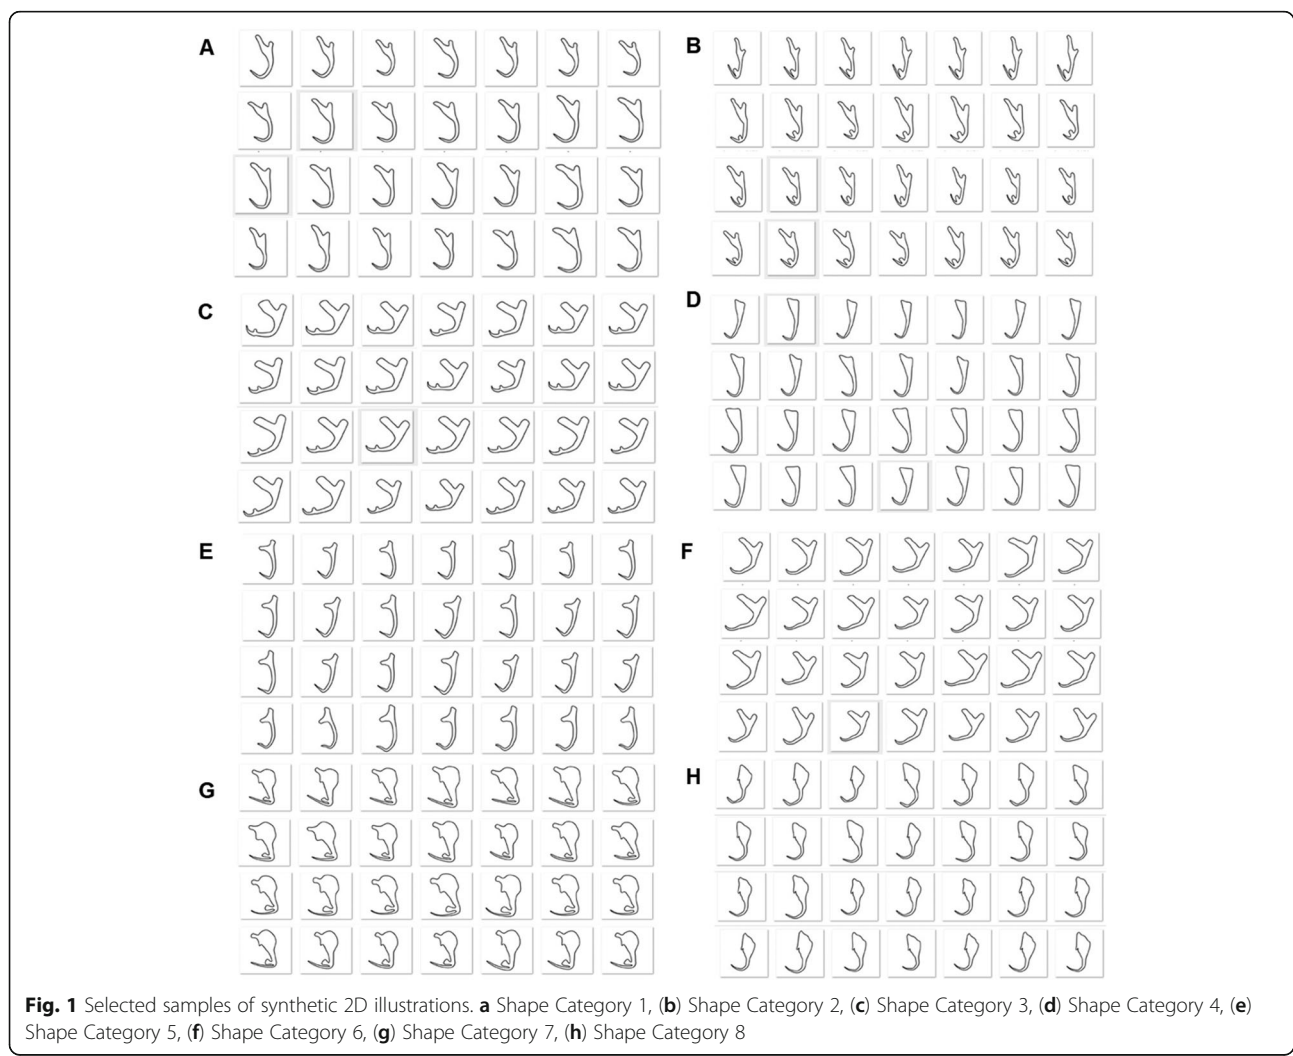 A
B
C
D
E
F
G
H
Fig. 1 Selected samples of synthetic 2D illustrations. a Shape Category 1, (b) Shape Category 2, (c) Shape Category 3, (d) Shape Category 4, (e)
Shape Category 5, (f) Shape Category 6, (g) Shape Category 7, (h) Shape Category 8